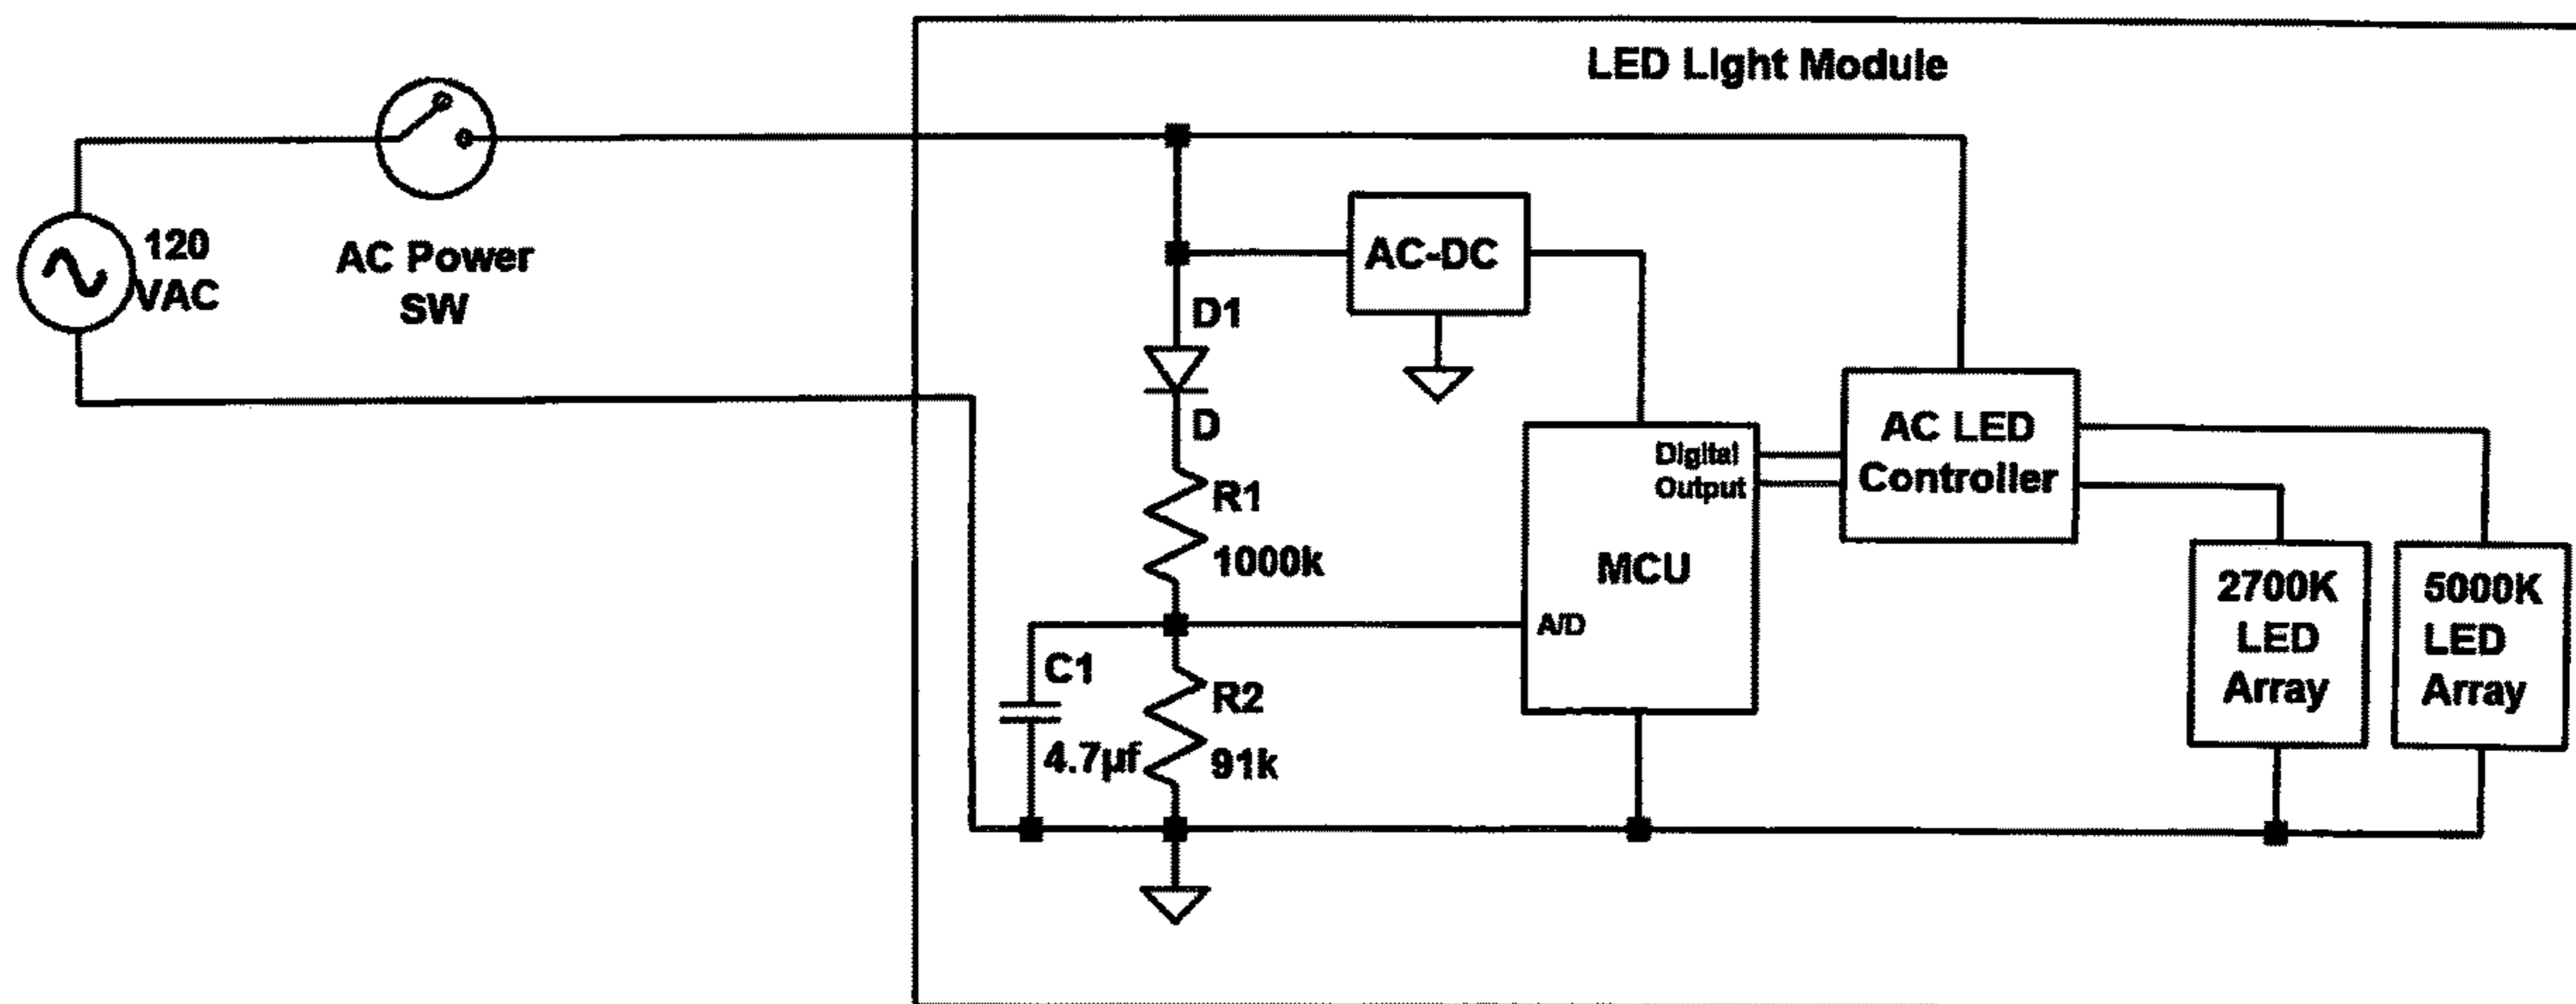 LED Light Module
120
VAC
AC Power
SW
AC-DC
D1
D
R1
1000k
C1
4.7µf
R2
91k
Digital
Output
MCU
A/D
AC LED
Controller
2700K
LED
Array
5000K
LED
Array